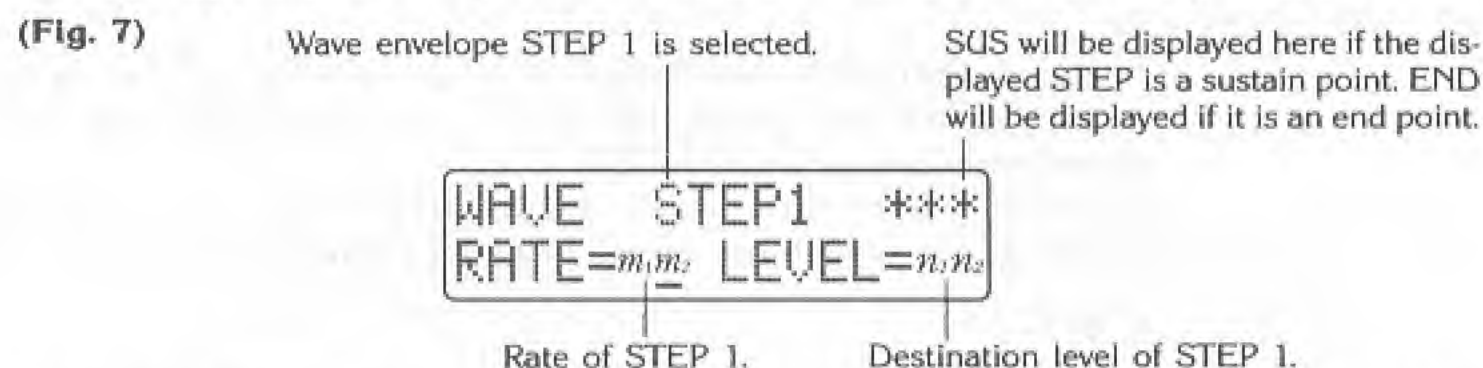 (Fig. 7)
Wave envelope STEP 1 is selected.
SUS will be displayed here if the dis-
played STEP is a sustain point. END
will be displayed if it is an end point.
WAVE STEP1 ***
RATE=m₁m₂ LEVEL=n₁n₂
Rate of STEP 1.
Destination level of STEP 1.